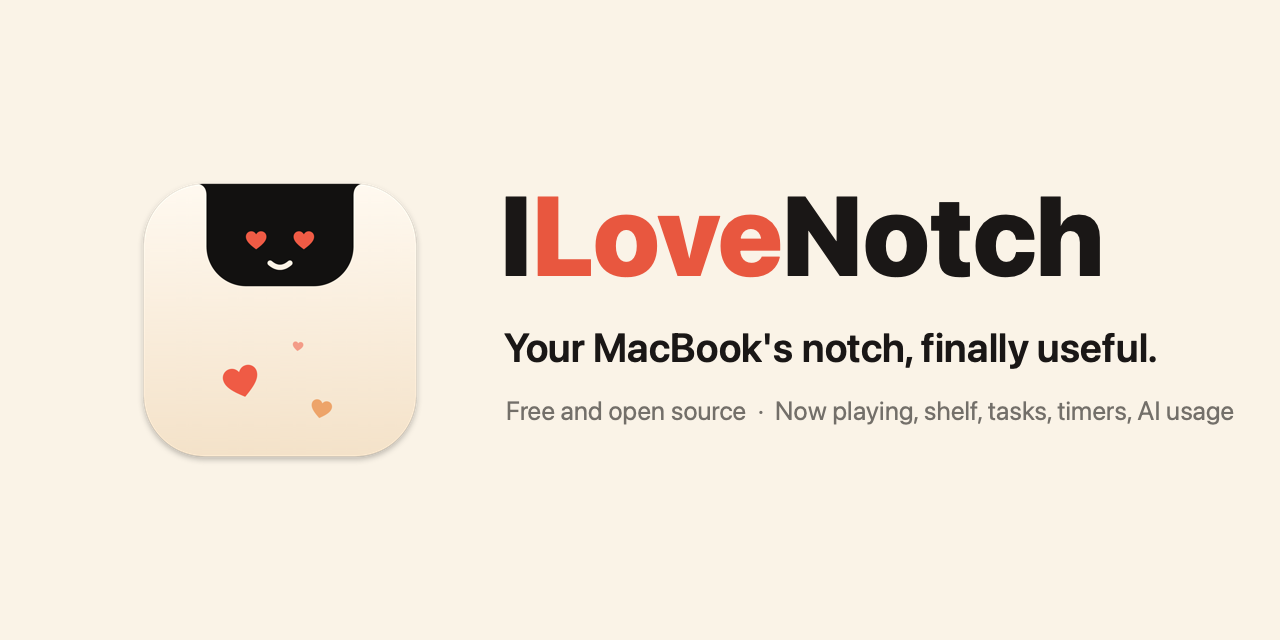 ILoveNotch
Your MacBook's notch, finally useful.
Free and open source · Now playing, shelf, tasks, timers, AI usage